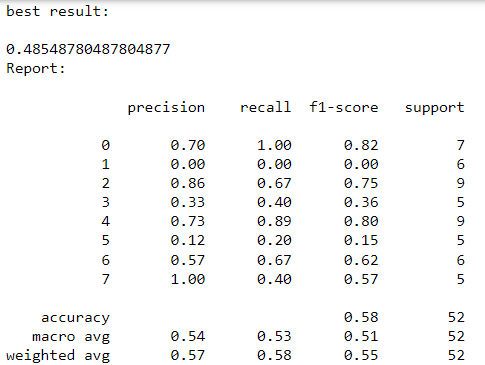 best result:
0.48548780487804877
Report:
precision recall f1-score support
0 0.70 1.00 0.82 7
1 0.00 0.00 0.00 6
2 0.86 0.67 0.75 9
3 0.33 0.40 0.36 5
4 0.73 0.89 0.80 9
5 0.12 0.20 0.15 5
6 0.57 0.67 0.62 6
7 1.00 0.40 0.57 5
accuracy 0.58 52
macro avg 0.54 0.53 0.51 52
weighted avg 0.57 0.58 0.55 52